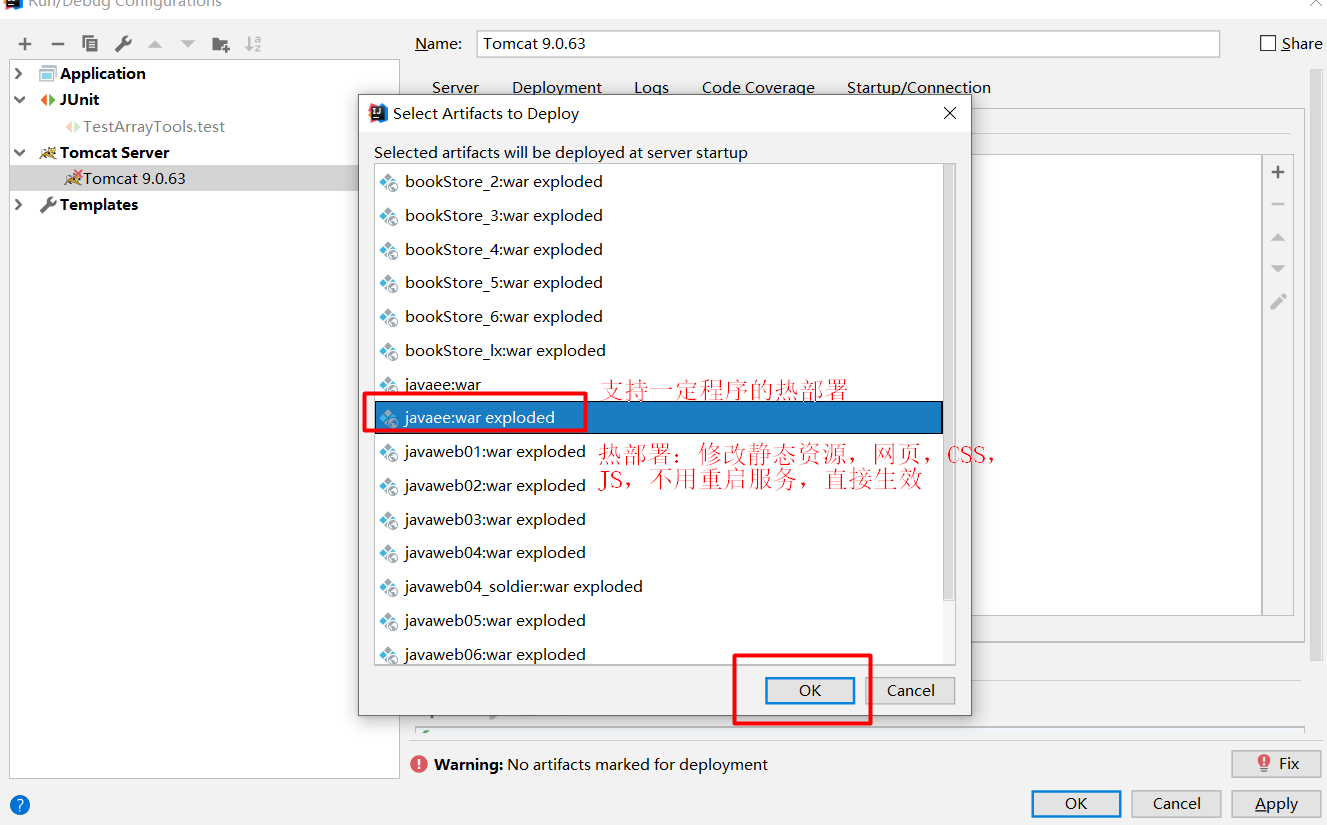 Run/Debug Configurations
Name: Tomcat 9.0.63 Share
Application
JUnit
TestArrayTools.test
Tomcat Server
Tomcat 9.0.63
Templates
Server Deployment Logs Code Coverage Startup/Connection
Select Artifacts to Deploy
Selected artifacts will be deployed at server startup
bookStore_2:war exploded
bookStore_3:war exploded
bookStore_4:war exploded
bookStore_5:war exploded
bookStore_6:war exploded
bookStore_lx:war exploded
javaee:war
支持一定程序的热部署
javaee:war exploded
javaweb01:war exploded
热部署：修改静态资源，网页，CSS，
JS，不用重启服务，直接生效
javaweb02:war exploded
javaweb03:war exploded
javaweb04:war exploded
javaweb04_soldier:war exploded
javaweb05:war exploded
javaweb06:war exploded
OK Cancel
Warning: No artifacts marked for deployment
Fix
? OK Cancel Apply